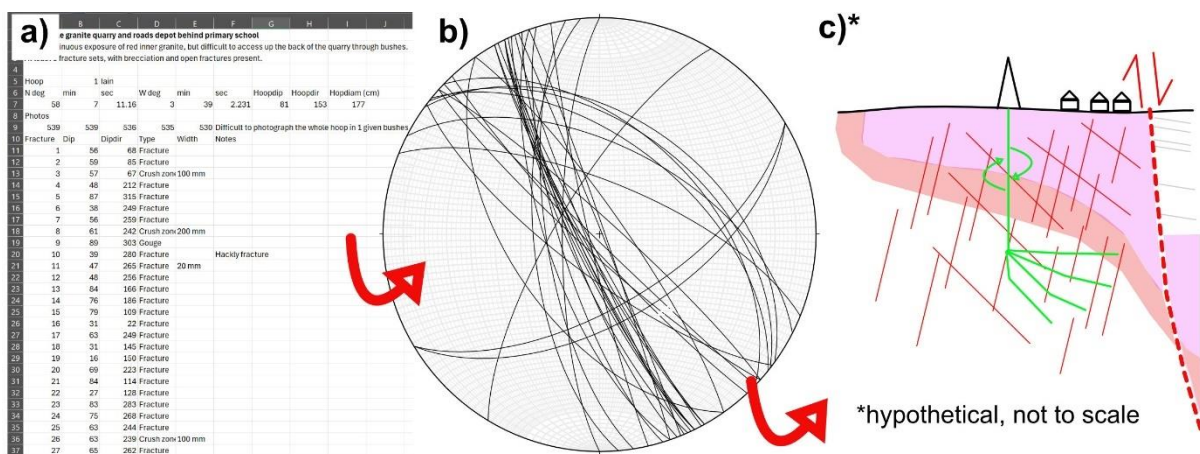 a)
A B C D E F G H I J
e granite quarry and roads depot behind primary school
nuous exposure of red inner granite, but difficult to access up the back of the quarry through bushes.
fracture sets, with brecciation and open fractures present.
4
5 Hoop 1 Iain
6 N deg min sec W deg min sec Hoopdip Hoopdir Hopdiam (cm)
7 58 7 11.16 3 39 2.231 81 153 177
8 Photos
9 539 539 536 535 530 Difficult to photograph the whole hoop in 1 given bushes
10 Fracture Dip Dipdir Type Width Notes
11 1 56 68 Fracture
12 2 59 85 Fracture
13 3 57 67 Crush zon 100 mm
14 4 48 212 Fracture
15 5 87 315 Fracture
16 6 38 249 Fracture
17 7 56 259 Fracture
18 8 61 242 Crush zon 200 mm
19 9 89 303 Gouge
20 10 39 280 Fracture Hackly fracture
21 11 47 265 Fracture 20 mm
22 12 48 256 Fracture
23 13 84 166 Fracture
24 14 76 186 Fracture
25 15 79 109 Fracture
26 16 31 22 Fracture
27 17 63 249 Fracture
28 18 31 145 Fracture
29 19 16 150 Fracture
30 20 69 223 Fracture
31 21 84 114 Fracture
32 22 27 128 Fracture
33 23 83 283 Fracture
34 24 75 268 Fracture
35 25 63 244 Fracture
36 26 63 239 Crush zon 100 mm
37 27 65 262 Fracture
b)
c)*
*hypothetical, not to scale